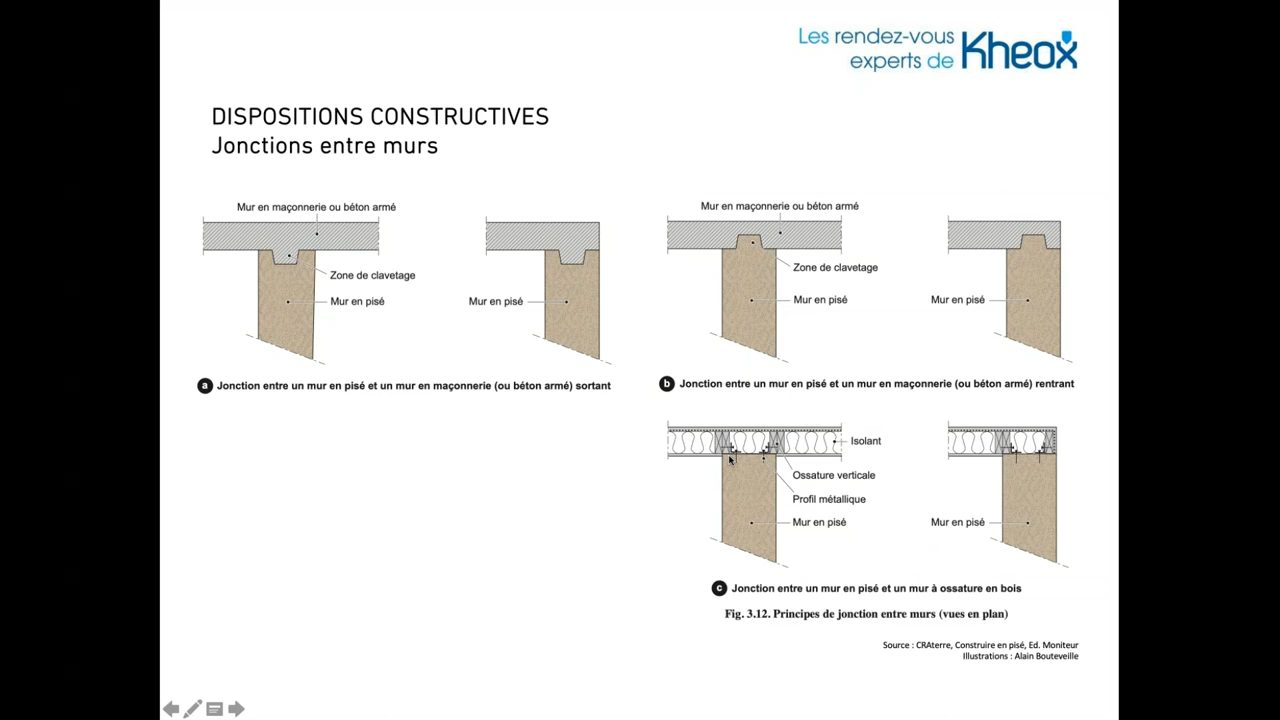 Les rendez-vous
experts de
Kheox
DISPOSITIONS CONSTRUCTIVES
Jonctions entre murs
Mur en maçonnerie ou béton armé
Zone de clavetage
Mur en pisé
Mur en pisé
a Jonction entre un mur en pisé et un mur en maçonnerie (ou béton armé) sortant
Mur en maçonnerie ou béton armé
Zone de clavetage
Mur en pisé
Mur en pisé
b Jonction entre un mur en pisé et un mur en maçonnerie (ou béton armé) rentrant
Isolant
Ossature verticale
Profil métallique
Mur en pisé
Mur en pisé
c Jonction entre un mur en pisé et un mur à ossature en bois
Fig. 3.12. Principes de jonction entre murs (vues en plan)
Source : CRAterre, Construire en pisé, Ed. Moniteur
Illustrations : Alain Bouteveille